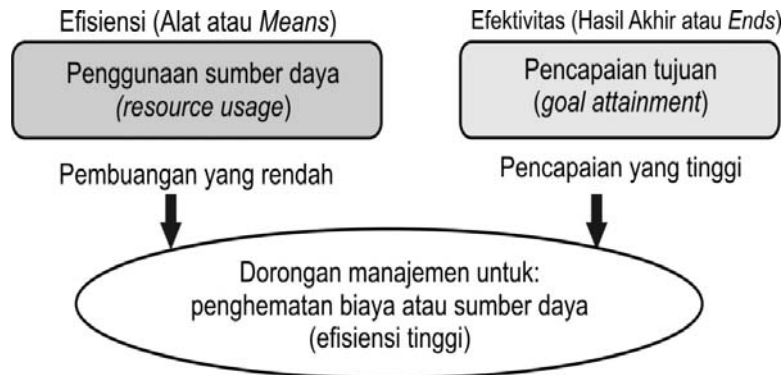 Efisiensi (Alat atau Means)
Penggunaan sumber daya
(resource usage)
Pembuangan yang rendah
Efektivitas (Hasil Akhir atau Ends)
Pencapaian tujuan
(goal attainment)
Pencapaian yang tinggi
Dorongan manajemen untuk:
penghematan biaya atau sumber daya
(efisiensi tinggi)